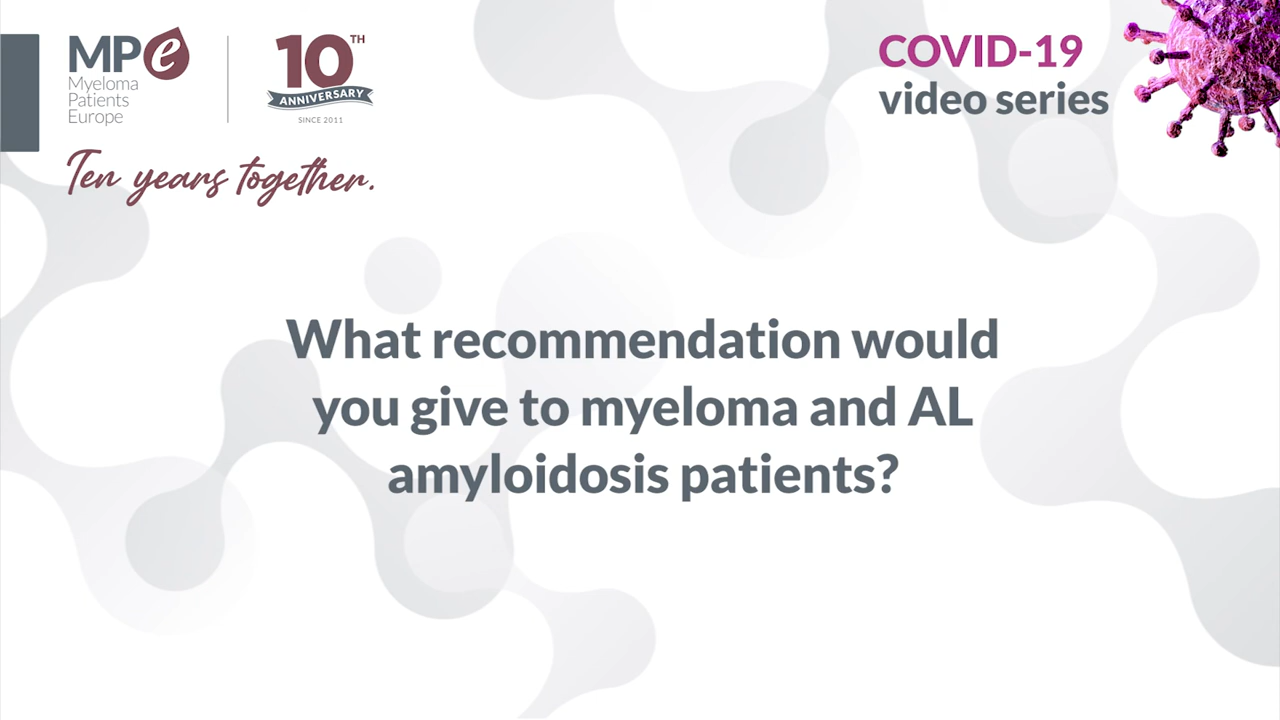 MPe
Myeloma
Patients
Europe
10TH
ANNIVERSARY
SINCE 2011
Ten years together.
COVID-19
video series
What recommendation would
you give to myeloma and AL
amyloidosis patients?